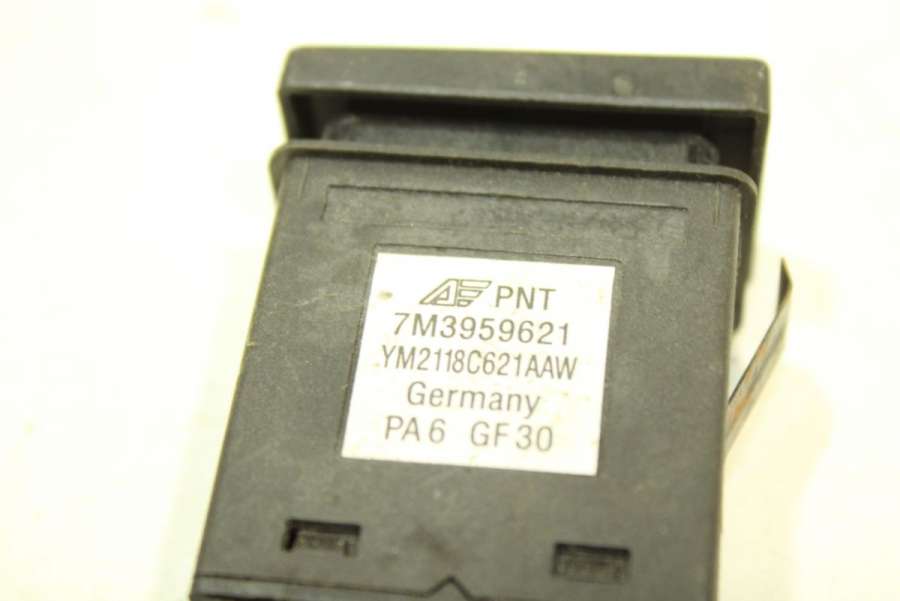 PNT
7M3959621
YM2118C621AAW
Germany
PA6 GF30